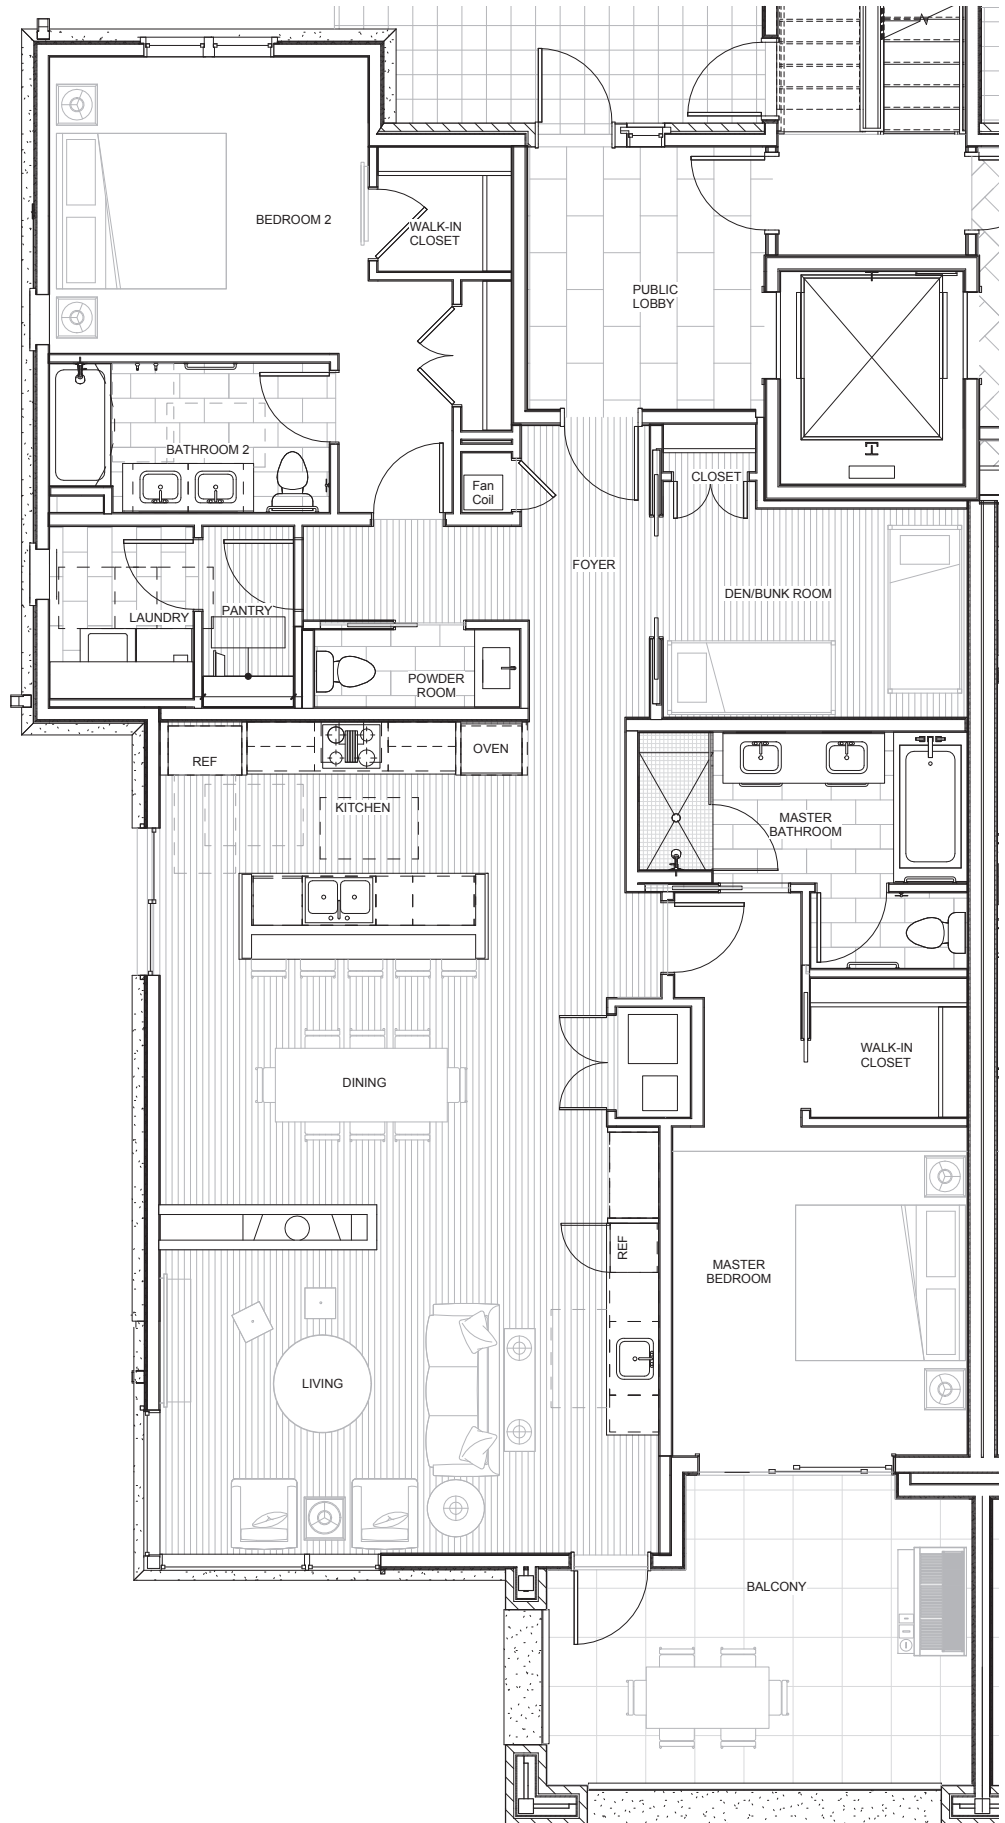 BEDROOM 2
WALK-IN
CLOSET
PUBLIC
LOBBY
BATHROOM 2
Fan
Coil
CLOSET
FOYER
DEN/BUNK ROOM
LAUNDRY
PANTRY
POWDER
ROOM
REF
OVEN
KITCHEN
MASTER
BATHROOM
DINING
WALK-IN
CLOSET
REF
MASTER
BEDROOM
LIVING
BALCONY